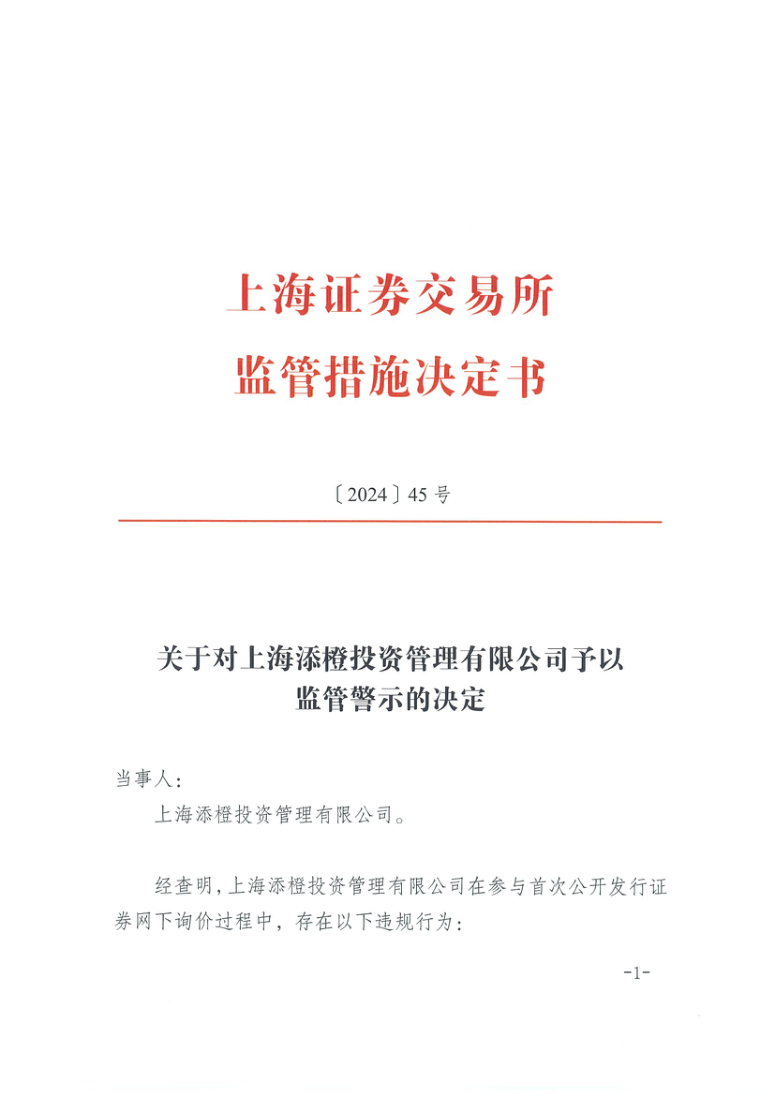 上海证券交易所
监管措施决定书
〔2024〕45 号
关于对上海添橙投资管理有限公司予以
监管警示的决定
当事人：
上海添橙投资管理有限公司。
经查明，上海添橙投资管理有限公司在参与首次公开发行证
券网下询价过程中，存在以下违规行为：
-1-